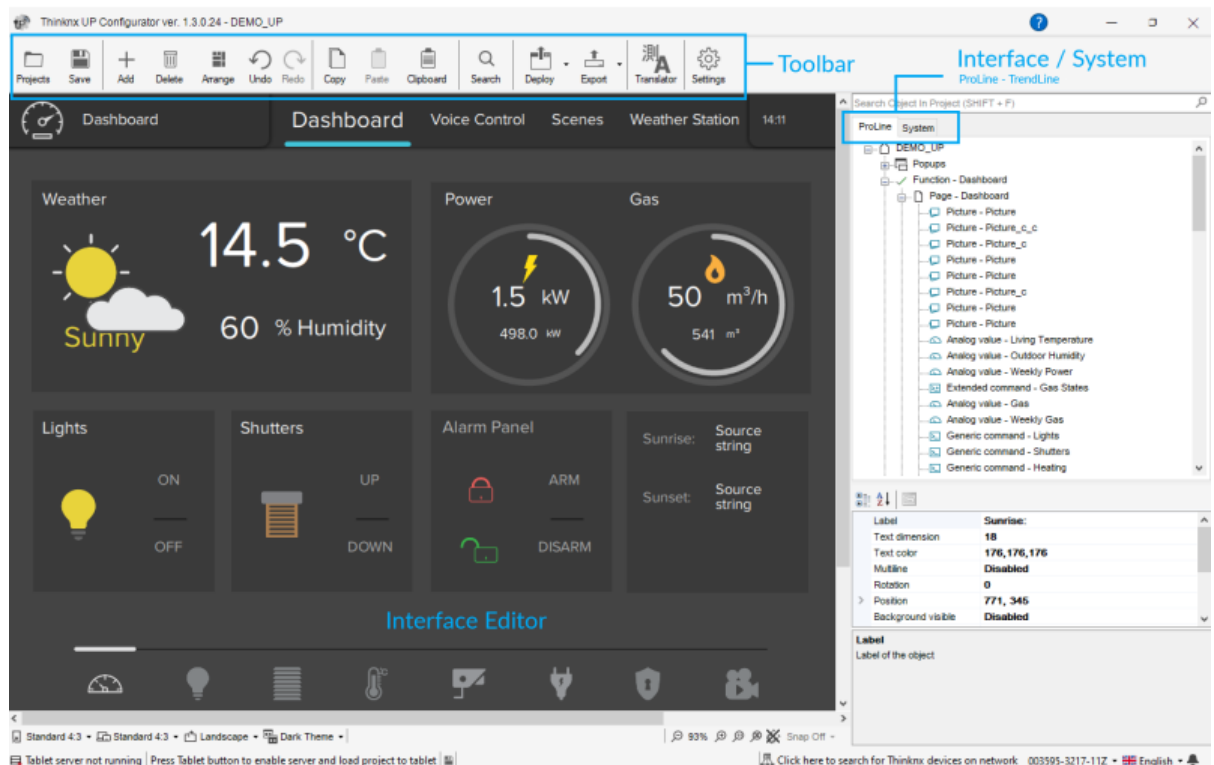 Thinknx UP Configurator ver. 1.3.0.24 - DEMO_UP
?
Projects Save Add Delete Arrange Undo Redo Copy Paste Clipboard Search Deploy Export Translator Settings
Toolbar
Interface / System
ProLine - TrendLine
Search Object In Project (SHIFT + F)
ProLine System
Dashboard
Dashboard Voice Control Scenes Weather Station 14:11
Weather
14.5 °C
Sunny
60 % Humidity
Power
1.5 kW
498.0 kW
Gas
50 m³/h
541 m³
Lights
ON
OFF
Shutters
UP
DOWN
Alarm Panel
ARM
DISARM
Sunrise: Source string
Sunset: Source string
Interface Editor
DEMO_UP
Popups
Function - Dashboard
Page - Dashboard
Picture - Picture
Picture - Picture_c_c
Picture - Picture_c
Picture - Picture
Picture - Picture
Picture - Picture_c
Picture - Picture
Picture - Picture
Analog value - Living Temperature
Analog value - Outdoor Humidity
Analog value - Weekly Power
Extended command - Gas States
Analog value - Gas
Analog value - Weekly Gas
Generic command - Lights
Generic command - Shutters
Generic command - Heating
Label Sunrise:
Text dimension 18
Text color 176,176,176
Multiline Disabled
Rotation 0
Position 771, 345
Background visible Disabled
Label
Label of the object
Standard 4:3 Standard 4:3 Landscape Dark Theme 93% Snap Off
Tablet server not running Press Tablet button to enable server and load project to tablet Click here to search for Thinknx devices on network 003595-3217-11Z English